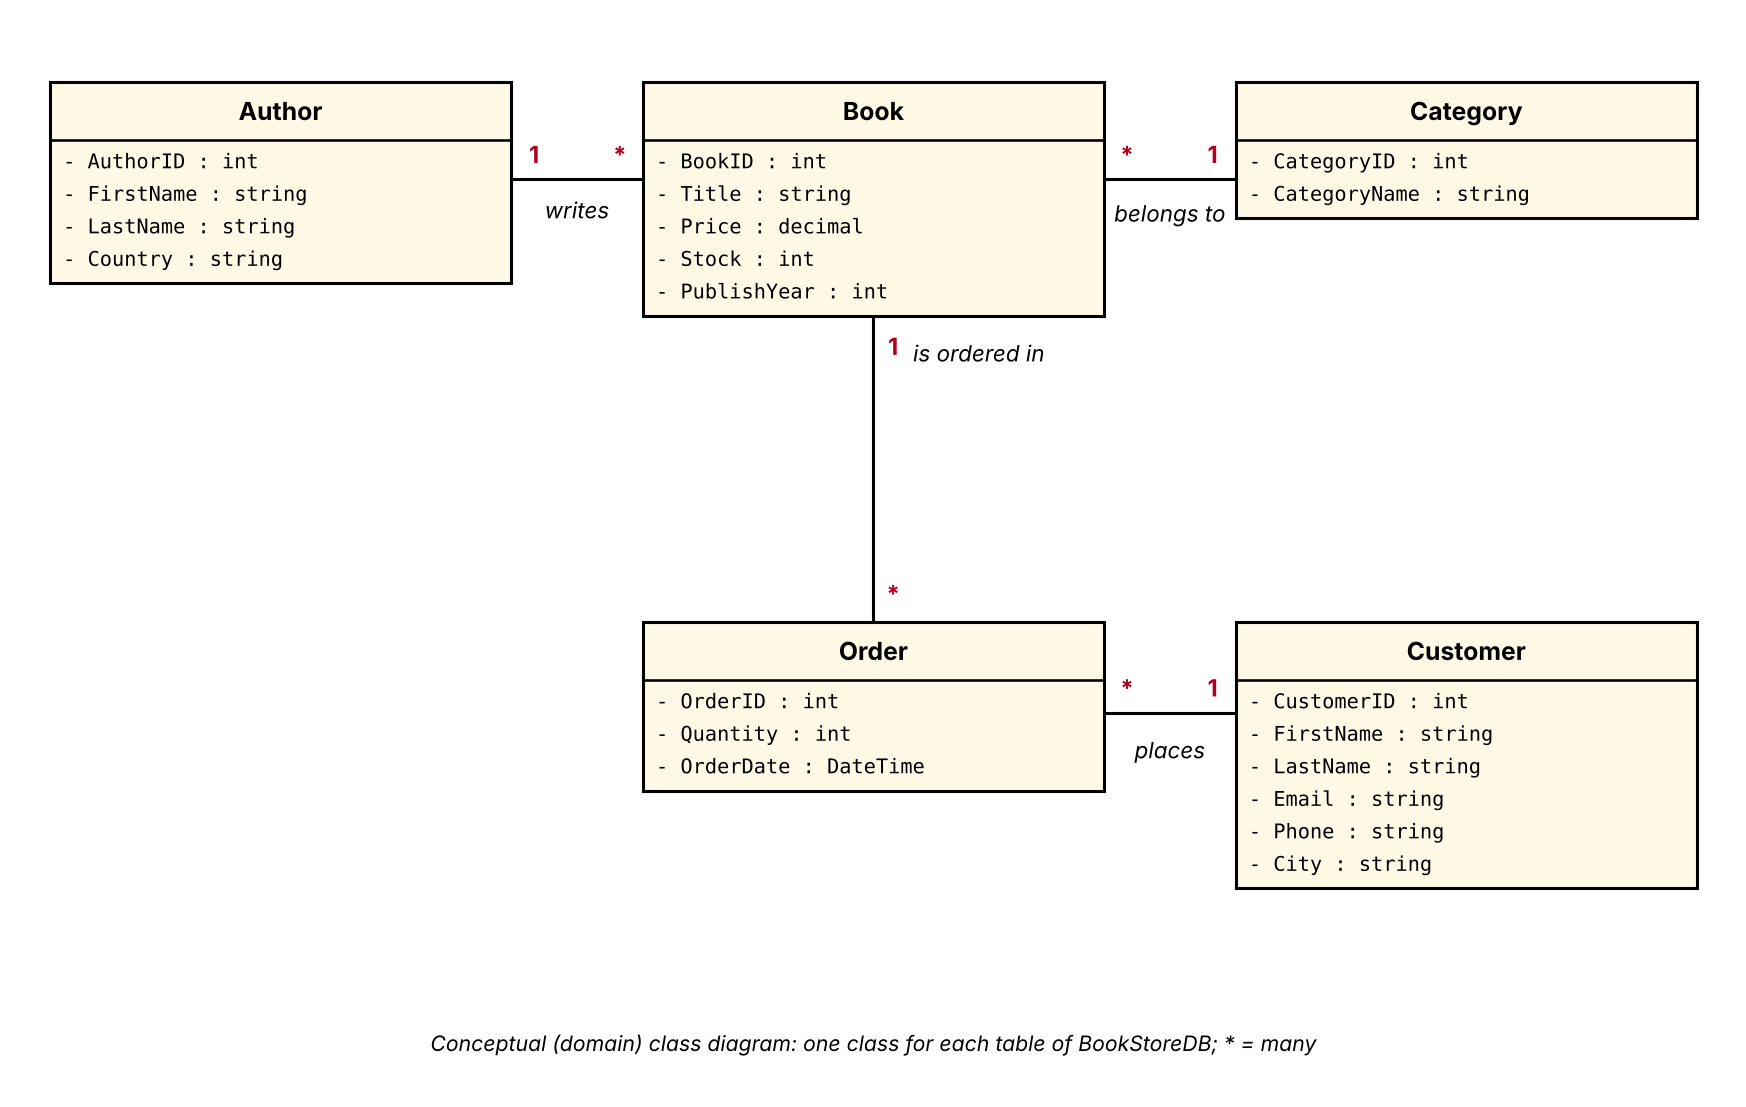 Author
- AuthorID : int
- FirstName : string
- LastName : string
- Country : string
1 *
writes
Book
- BookID : int
- Title : string
- Price : decimal
- Stock : int
- PublishYear : int
* 1
belongs to
Category
- CategoryID : int
- CategoryName : string
1 is ordered in
*
Order
- OrderID : int
- Quantity : int
- OrderDate : DateTime
* 1
places
Customer
- CustomerID : int
- FirstName : string
- LastName : string
- Email : string
- Phone : string
- City : string
Conceptual (domain) class diagram: one class for each table of BookStoreDB; * = many